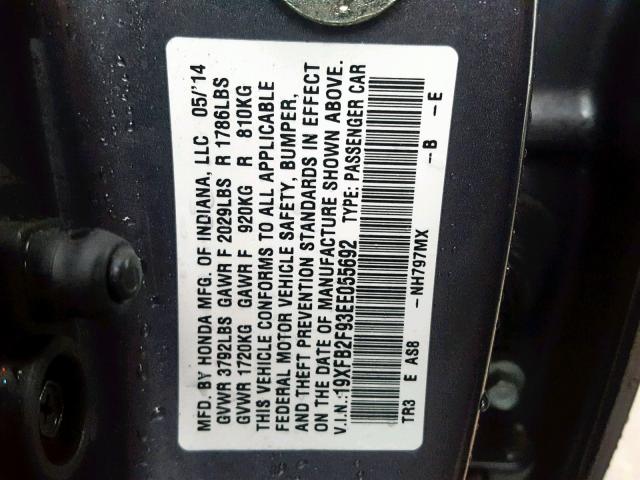 MFD. BY HONDA MFG. OF INDIANA, LLC 05/'14
GVWR 3792LBS GAWR F 2029LBS R 1786LBS
GVWR 1720KG GAWR F 920KG R 810KG
THIS VEHICLE CONFORMS TO ALL APPLICABLE
FEDERAL MOTOR VEHICLE SAFETY, BUMPER,
AND THEFT PREVENTION STANDARDS IN EFFECT
ON THE DATE OF MANUFACTURE SHOWN ABOVE.
V.I.N.:19XFB2F93EE055692 TYPE: PASSENGER CAR
TR3 E AS8 -NH797MX -B -E